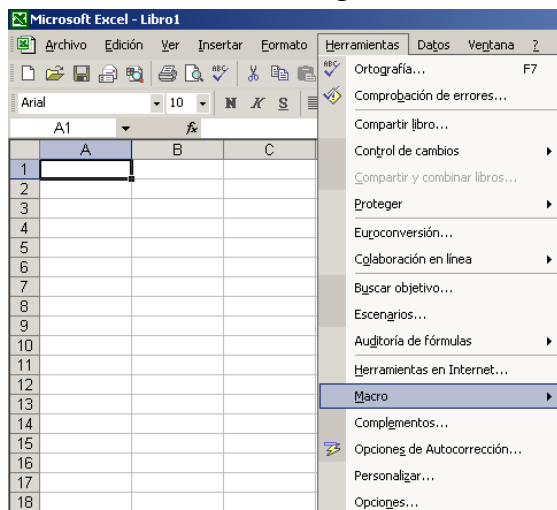 Microsoft Excel - Libro1
Archivo Edición Ver Insertar Formato Herramientas Datos Ventana ?
Arial 10 N K S
A1 fx
A B C
1
2
3
4
5
6
7
8
9
10
11
12
13
14
15
16
17
18
ABC Ortografía... F7
Comprobación de errores...
Compartir libro...
Control de cambios
Compartir y combinar libros...
Proteger
Euroconversión...
Colaboración en línea
Buscar objetivo...
Escenarios...
Auditoría de fórmulas
Herramientas en Internet...
Macro
Complementos...
Opciones de Autocorrección...
Personalizar...
Opciones...